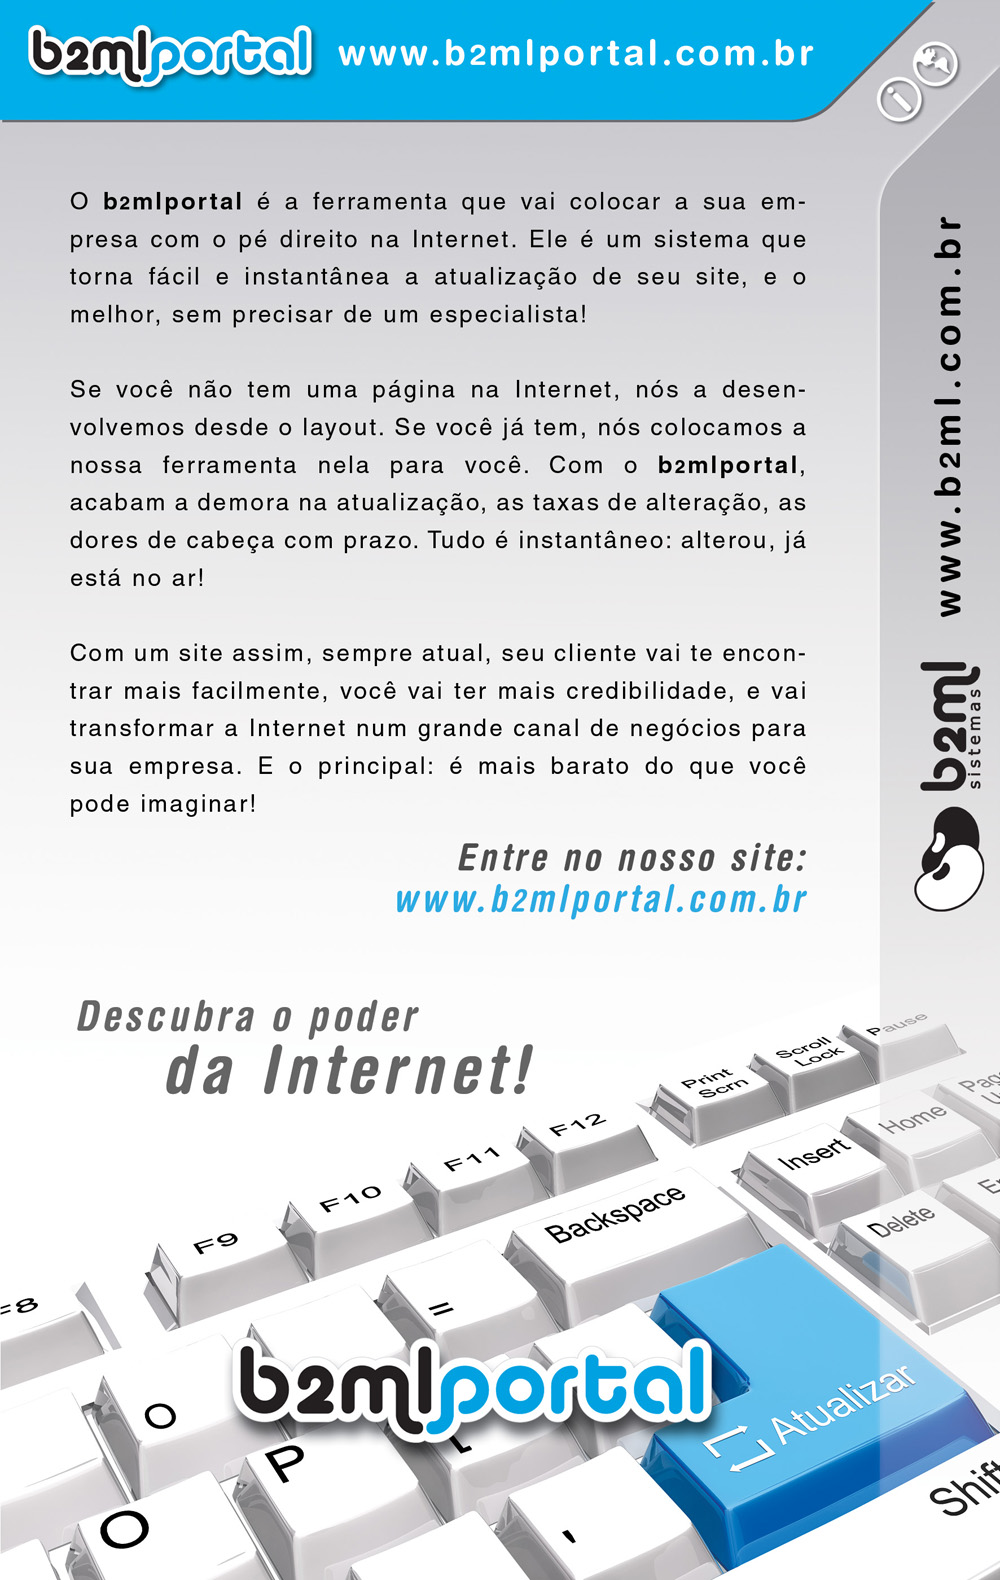 b2mlportal www.b2mlportal.com.br
O b2mlportal é a ferramenta que vai colocar a sua em-
presa com o pé direito na Internet. Ele é um sistema que
torna fácil e instantânea a atualização de seu site, e o
melhor, sem precisar de um especialista!
Se você não tem uma página na Internet, nós a desen-
volvemos desde o layout. Se você já tem, nós colocamos a
nossa ferramenta nela para você. Com o b2mlportal,
acabam a demora na atualização, as taxas de alteração, as
dores de cabeça com prazo. Tudo é instantâneo: alterou, já
está no ar!
Com um site assim, sempre atual, seu cliente vai te encon-
trar mais facilmente, você vai ter mais credibilidade, e vai
transformar a Internet num grande canal de negócios para
sua empresa. E o principal: é mais barato do que você
pode imaginar!
Entre no nosso site:
www.b2mlportal.com.br
www.b2ml.com.br
b2ml
sistemas
Descubra o poder
da Internet!
Pause
Scroll
Lock
Print
Scrn
F12
F11
F10
F9
F8
Home
Insert
Delete
Backspace
=
b2mlportal
Atualizar
O
P
[
O
'
Shift